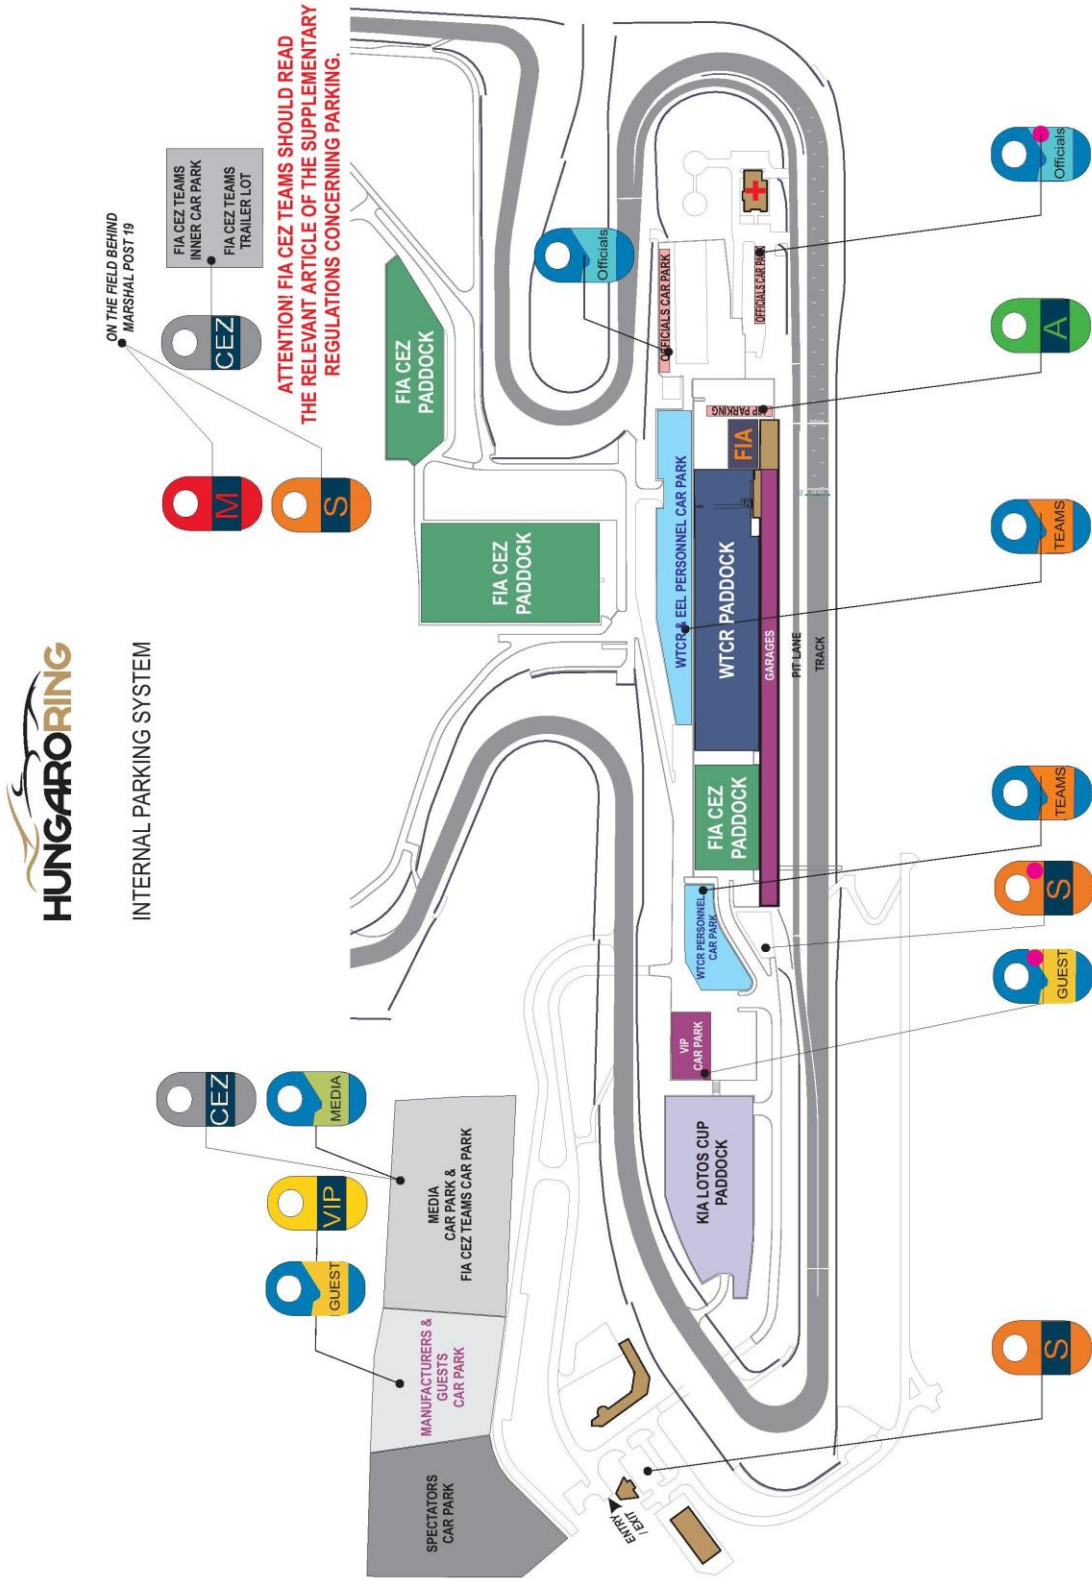 HUNGARORING
INTERNAL PARKING SYSTEM
ON THE FIELD BEHIND
MARSHAL POST 19
M
S
CEZ
FIA CEZ TEAMS
INNER CAR PARK
FIA CEZ TEAMS
TRAILER LOT
ATTENTION! FIA CEZ TEAMS SHOULD READ
THE RELEVANT ARTICLE OF THE SUPPLEMENTARY
REGULATIONS CONCERNING PARKING.
GUEST
VIP
CEZ
MEDIA
SPECTATORS
CAR PARK
MANUFACTURERS &
GUESTS
CAR PARK
MEDIA
CAR PARK &
FIA CEZ TEAMS CAR PARK
FIA CEZ
PADDOCK
FIA CEZ
PADDOCK
Officials
ENTRY
/ EXIT
KIA LOTOS CUP
PADDOCK
VIP
CAR PARK
WTCR PERSONNEL
CAR PARK
FIA CEZ
PADDOCK
WTCR & EEL PERSONNEL CAR PARK
WTCR PADDOCK
FIA
VIP PARKING
OFFICIALS CAR PARK
OFFICIALS CAR PARK
GARAGES
PIT LANE
TRACK
S
GUEST
S
TEAMS
TEAMS
A
Officials